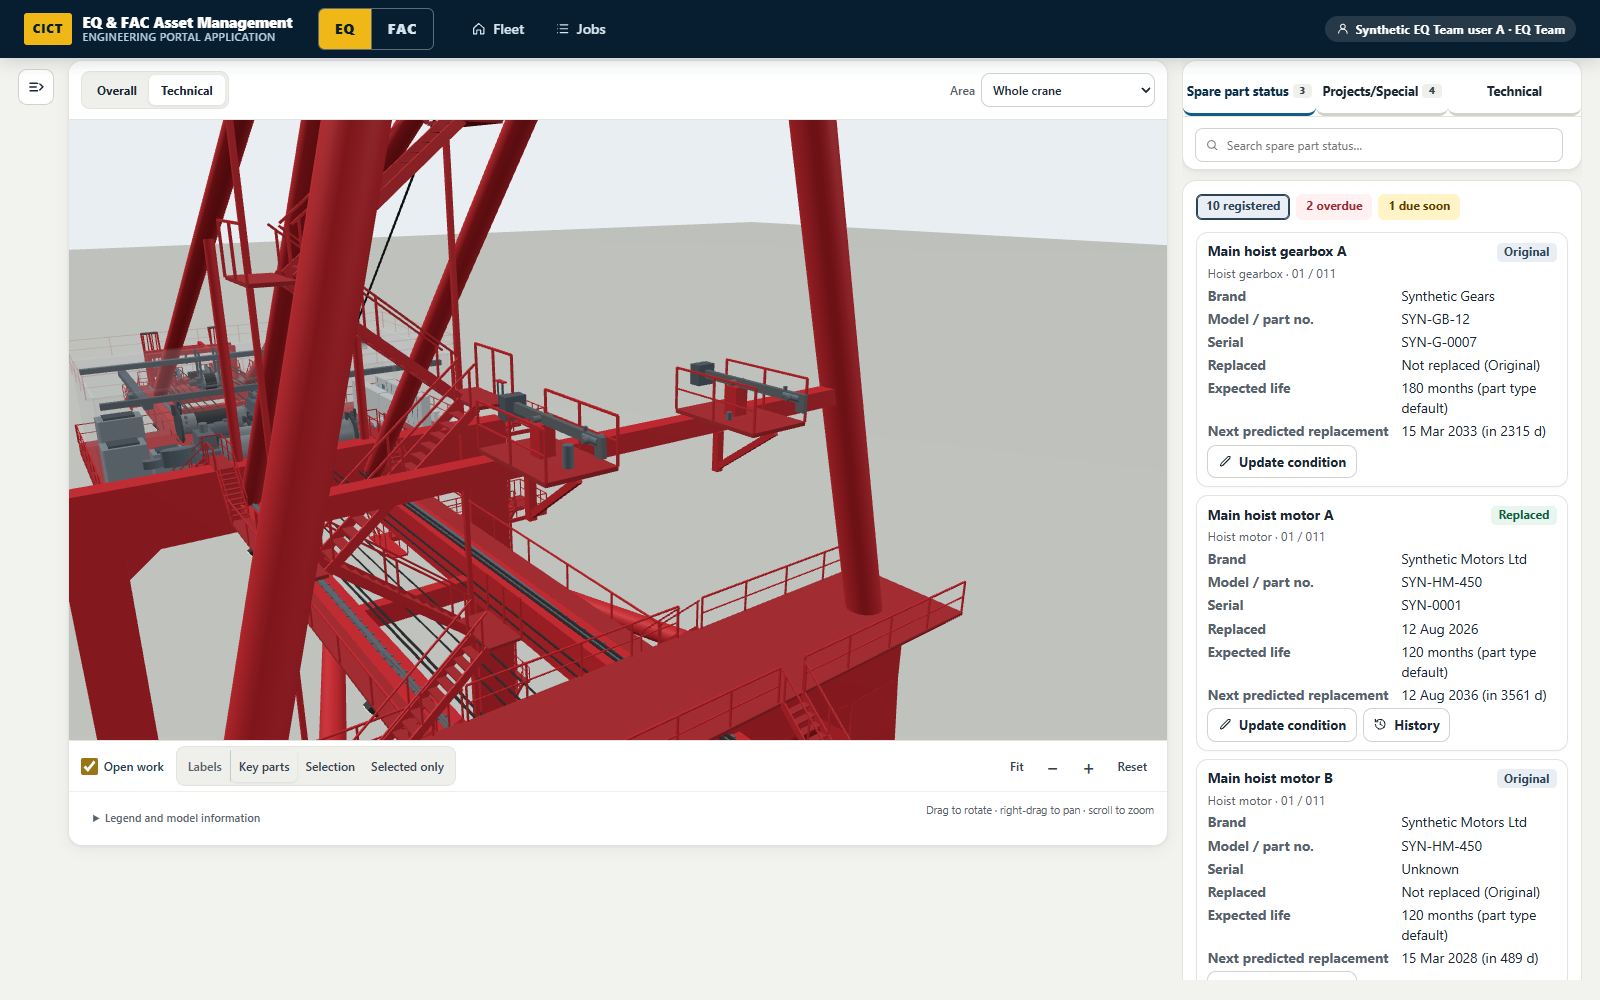 CICT
EQ & FAC Asset Management
ENGINEERING PORTAL APPLICATION
EQ
FAC
Fleet
Jobs
Synthetic EQ Team user A · EQ Team
Overall
Technical
Area
Whole crane
Spare part status 3
Projects/Special 4
Technical
Search spare part status...
10 registered
2 overdue
1 due soon
Main hoist gearbox A
Original
Hoist gearbox · 01 / 011
Brand Synthetic Gears
Model / part no. SYN-GB-12
Serial SYN-G-0007
Replaced Not replaced (Original)
Expected life 180 months (part type
default)
Next predicted replacement 15 Mar 2033 (in 2315 d)
Update condition
Main hoist motor A
Replaced
Hoist motor · 01 / 011
Brand Synthetic Motors Ltd
Model / part no. SYN-HM-450
Serial SYN-0001
Replaced 12 Aug 2026
Expected life 120 months (part type
default)
Next predicted replacement 12 Aug 2036 (in 3561 d)
Update condition
History
Main hoist motor B
Original
Hoist motor · 01 / 011
Brand Synthetic Motors Ltd
Model / part no. SYN-HM-450
Serial Unknown
Replaced Not replaced (Original)
Expected life 120 months (part type
default)
Next predicted replacement 15 Mar 2028 (in 489 d)
Open work
Labels
Key parts
Selection
Selected only
Fit
−
+
Reset
Legend and model information
Drag to rotate · right-drag to pan · scroll to zoom